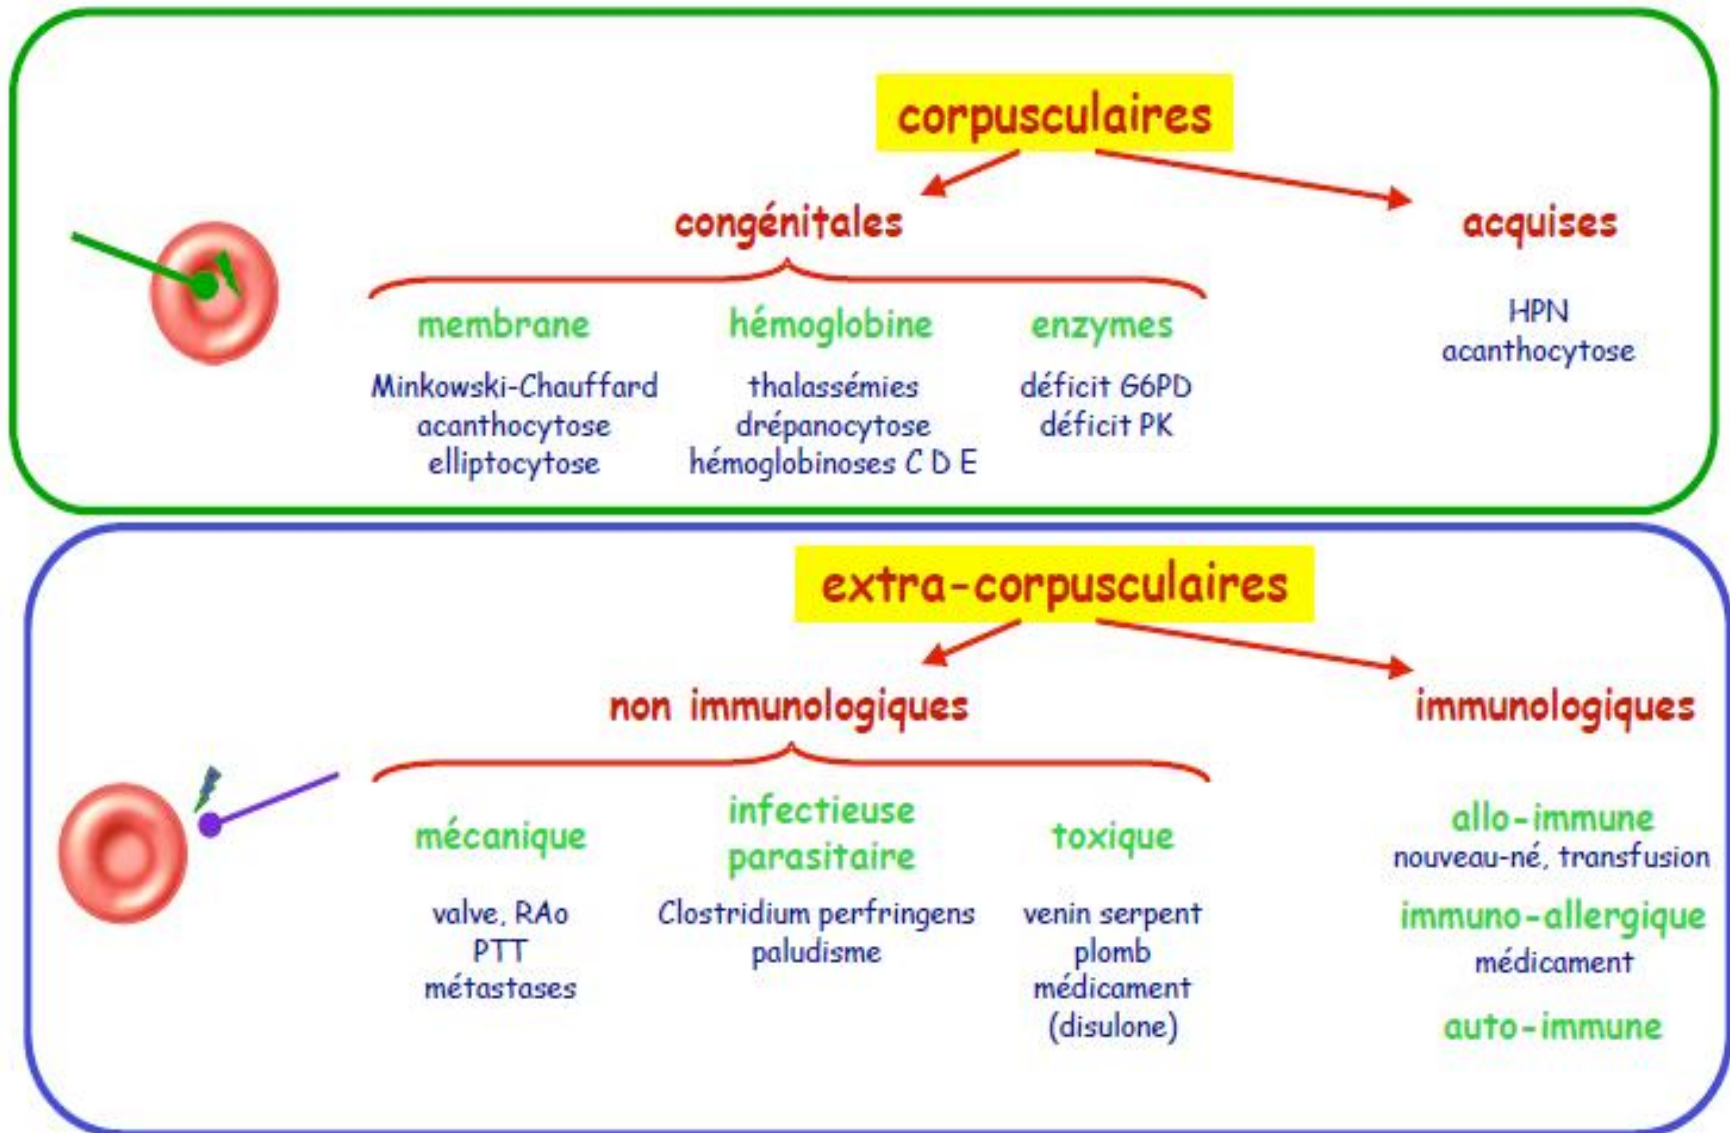 corpusculaires
congénitales
acquises
membrane
Minkowski-Chauffard
acanthocytose
elliptocytose
hémoglobine
thalassémies
drépanocytose
hémoglobinoses C D E
enzymes
déficit G6PD
déficit PK
HPN
acanthocytose
extra-corpusculaires
non immunologiques
immunologiques
mécanique
valve, RAo
PTT
métastases
infectieuse
parasitaire
Clostridium perfringens
paludisme
toxique
venin serpent
plomb
médicament
(disulone)
allo-immune
nouveau-né, transfusion
immuno-allergique
médicament
auto-immune